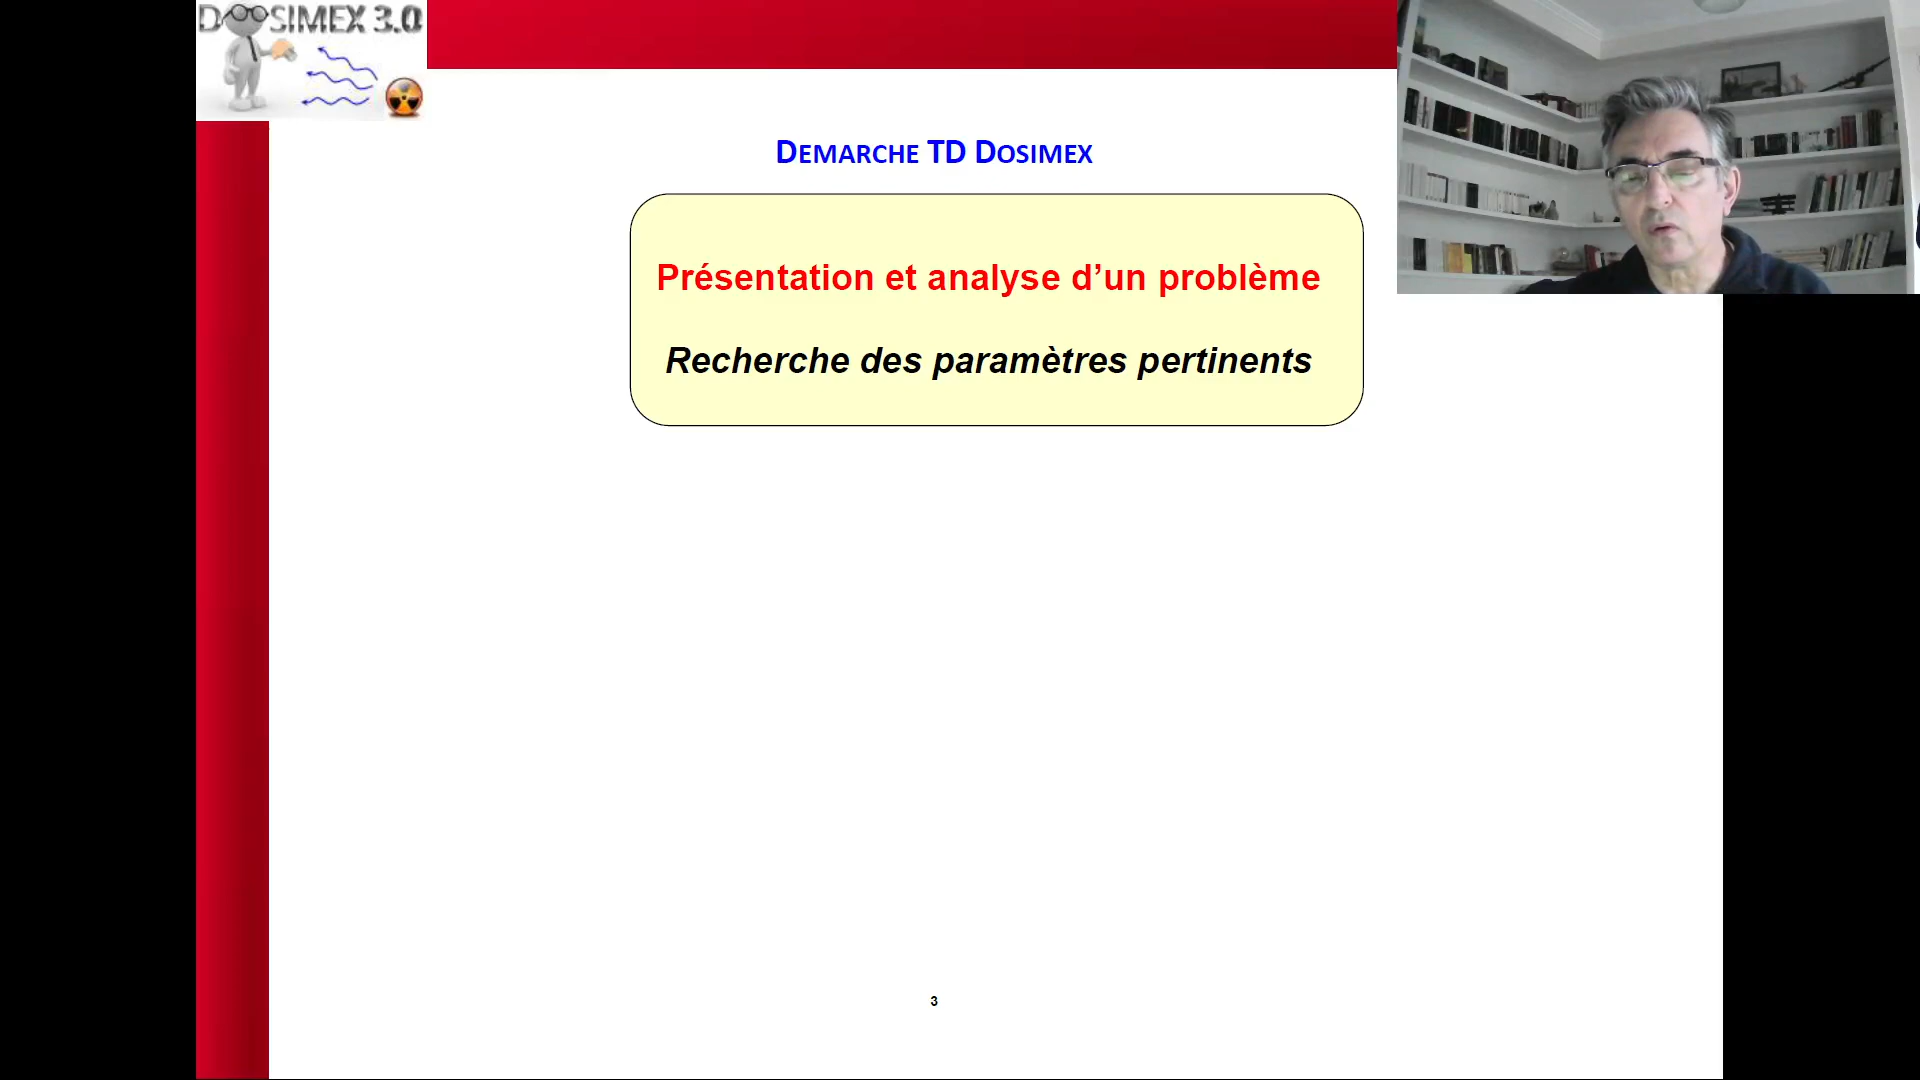 DOSIMEX 3.0
DEMARCHE TD DOSIMEX
Présentation et analyse d’un problème
Recherche des paramètres pertinents
3